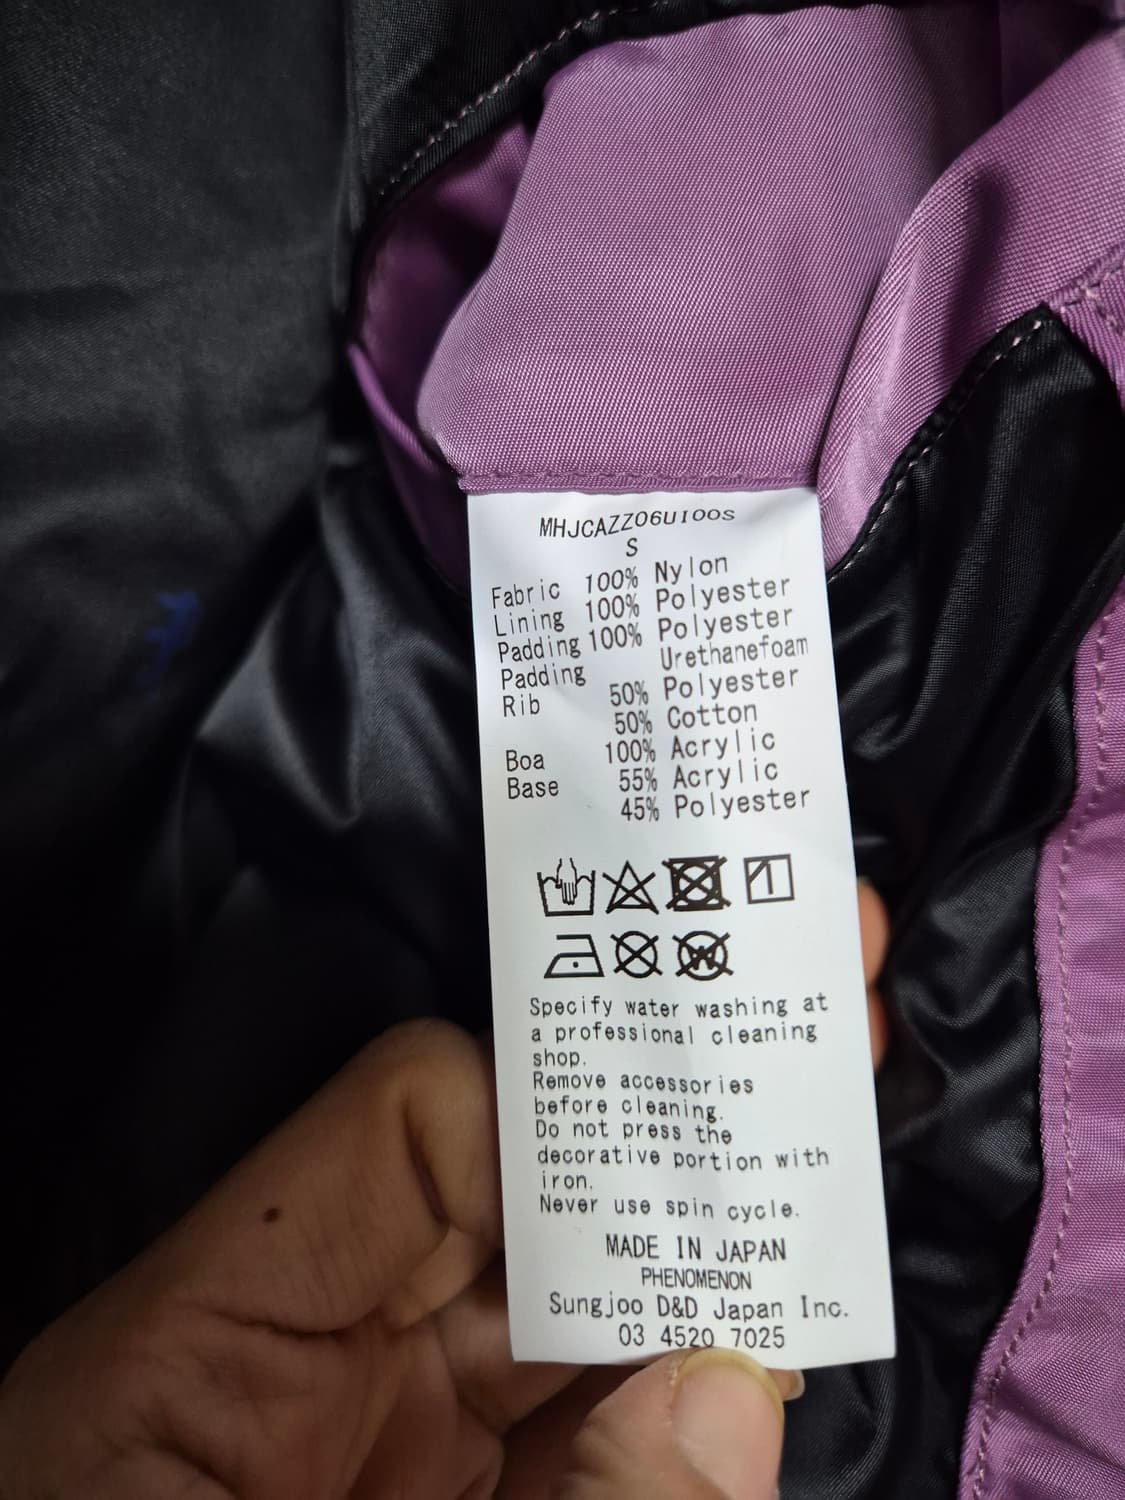 MHJCAZZ06U100S
S
Fabric 100% Nylon
Lining 100% Polyester
Padding 100% Polyester
Padding Urethanefoam
Rib 50% Polyester
50% Cotton
Boa 100% Acrylic
Base 55% Acrylic
45% Polyester
W
Specify water washing at
a professional cleaning
shop.
Remove accessories
before cleaning.
Do not press the
decorative portion with
iron.
Never use spin cycle.
MADE IN JAPAN
PHENOMENON
Sungjoo D&D Japan Inc.
03 4520 7025